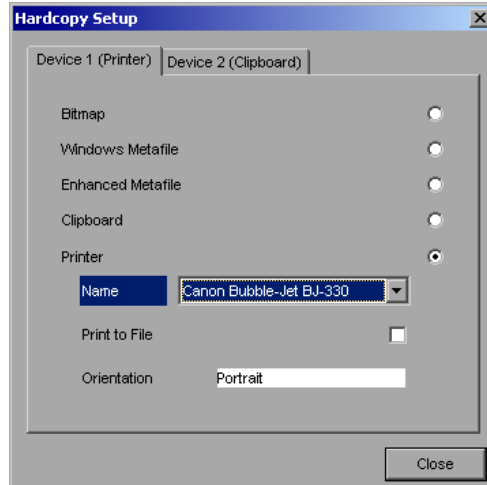 Hardcopy Setup
Device 1 (Printer) Device 2 (Clipboard)
Bitmap
Windows Metafile
Enhanced Metafile
Clipboard
Printer
Name Canon Bubble-Jet BJ-330
Print to File
Orientation Portrait
Close